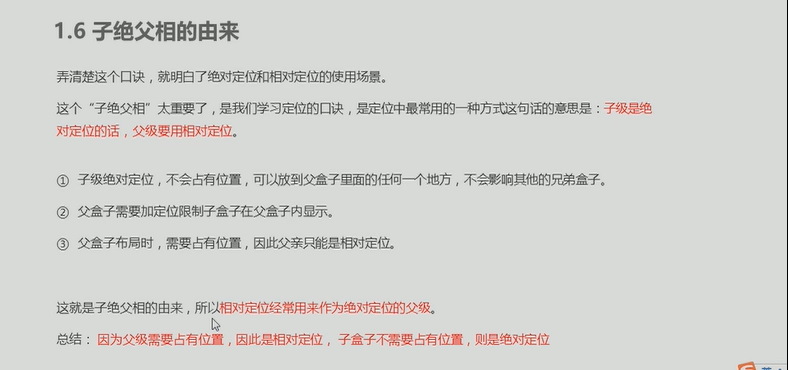 1.6 子绝父相的由来
弄清楚这个口诀，就明白了绝对定位和相对定位的使用场景。
这个“子绝父相”太重要了，是我们学习定位的口诀，是定位中最常用的一种方式这句话的意思是：子级是绝
对定位的话，父级要用相对定位。
① 子级绝对定位，不会占有位置，可以放到父盒子里面的任何一个地方，不会影响其他的兄弟盒子。
② 父盒子需要加定位限制子盒子在父盒子内显示。
③ 父盒子布局时，需要占有位置，因此父亲只能是相对定位。
这就是子绝父相的由来，所以相对定位经常用来作为绝对定位的父级。
总结： 因为父级需要占有位置，因此是相对定位， 子盒子不需要占有位置，则是绝对定位